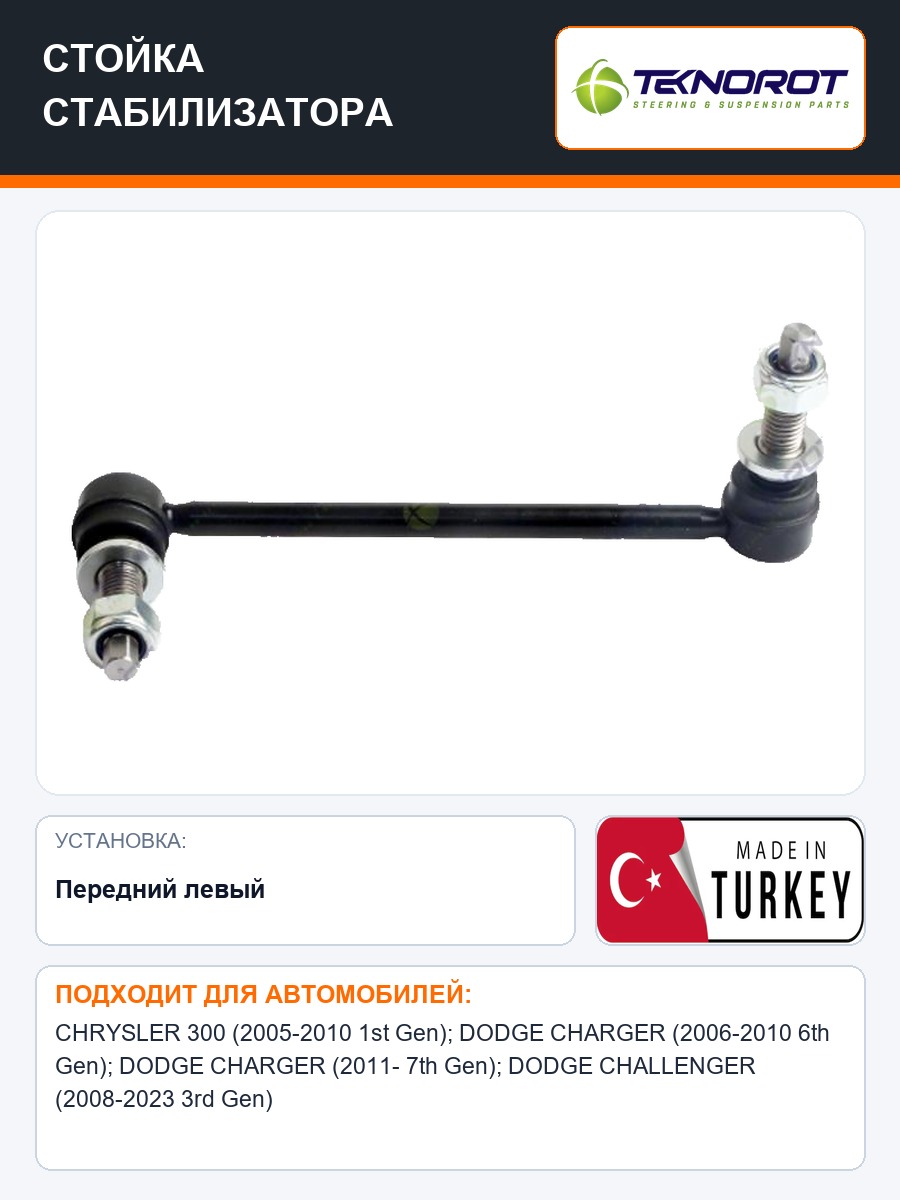 СТОЙКА
СТАБИЛИЗАТОРА
TEKNOROT
STEERING & SUSPENSION PARTS
УСТАНОВКА:
Передний левый
MADE IN
TURKEY
ПОДХОДИТ ДЛЯ АВТОМОБИЛЕЙ:
CHRYSLER 300 (2005-2010 1st Gen); DODGE CHARGER (2006-2010 6th
Gen); DODGE CHARGER (2011- 7th Gen); DODGE CHALLENGER
(2008-2023 3rd Gen)